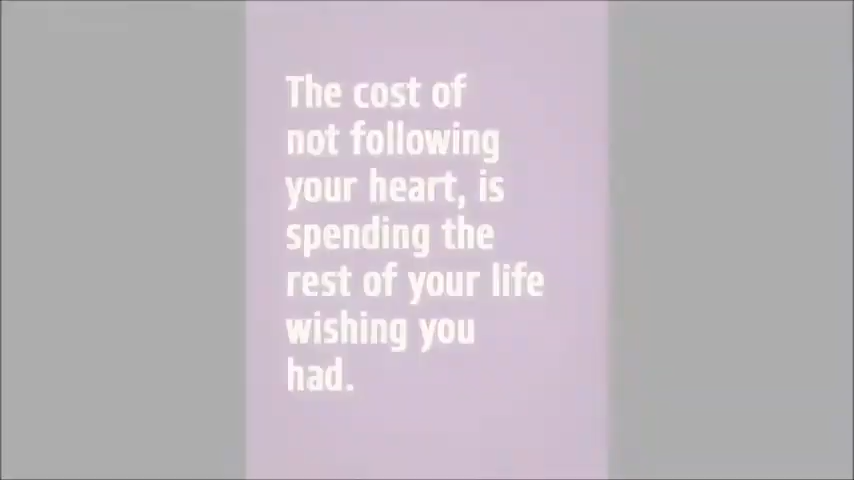 The cost of
not following
your heart, is
spending the
rest of your life
wishing you
had.